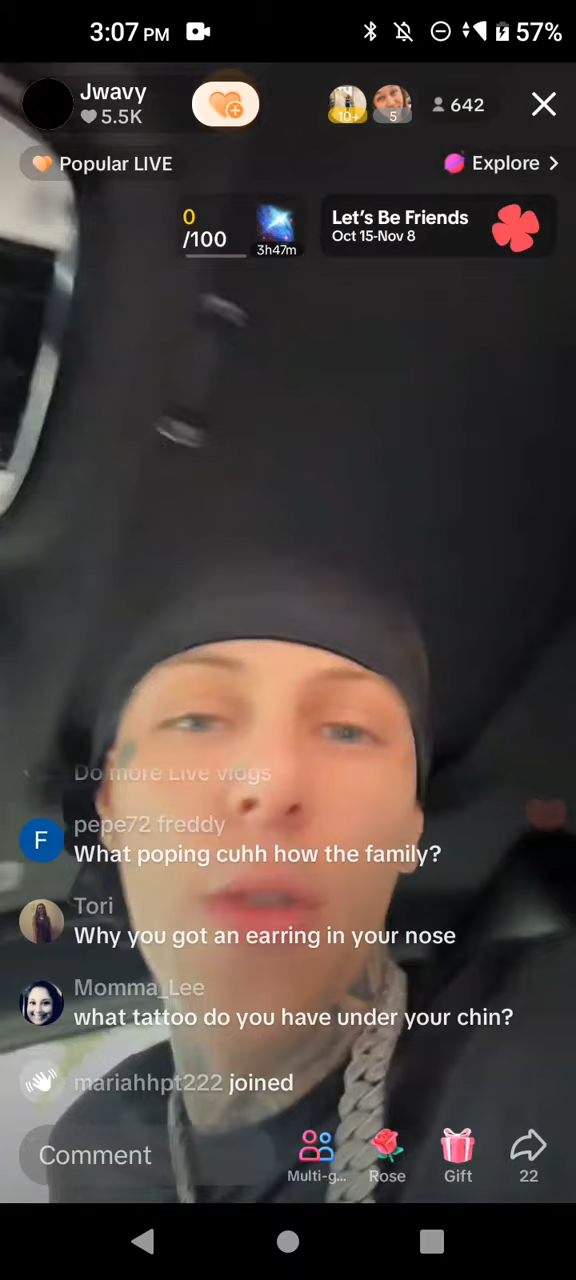 3:07 PM
57%
Jwavy
5.5K
10+
5
642
Popular LIVE
Explore >
0
/100
3h47m
Let's Be Friends
Oct 15-Nov 8
Do more Live vlogs
pepe72 freddy
F
What poping cuhh how the family?
Tori
Why you got an earring in your nose
Momma_Lee
what tattoo do you have under your chin?
mariahhpt222 joined
Comment
Multi-g...
Rose
Gift
22